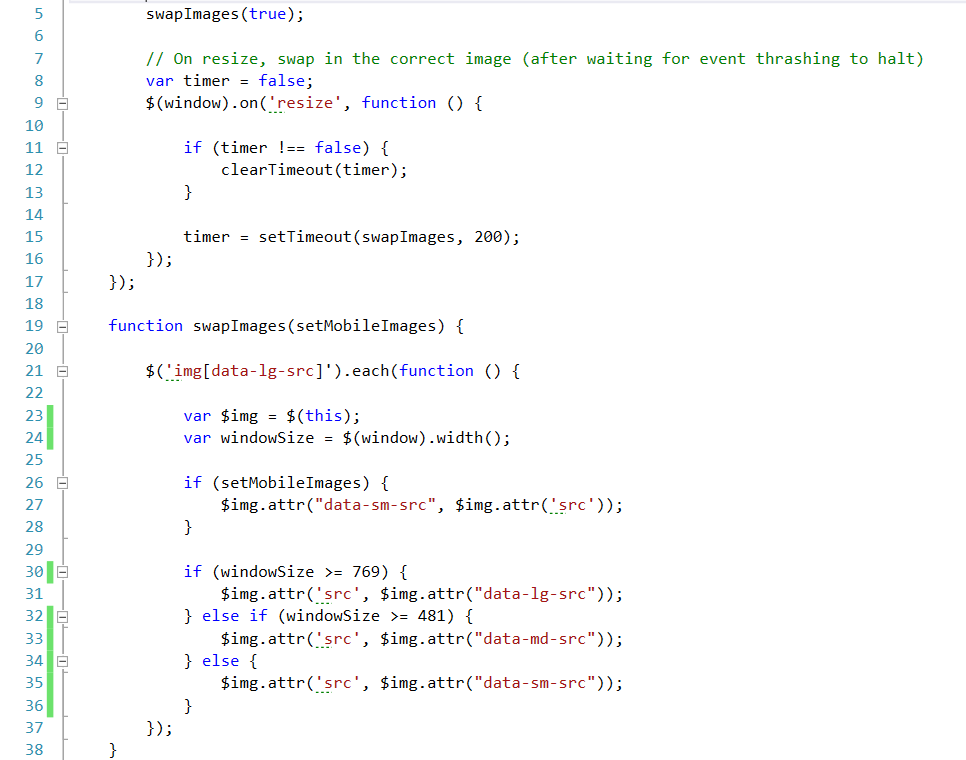 5 swapImages(true);
6
7 // On resize, swap in the correct image (after waiting for event thrashing to halt)
8 var timer = false;
9 $(window).on('resize', function () {
10
11 if (timer !== false) {
12 clearTimeout(timer);
13 }
14
15 timer = setTimeout(swapImages, 200);
16 });
17 });
18
19 function swapImages(setMobileImages) {
20
21 $('img[data-lg-src]').each(function () {
22
23 var $img = $(this);
24 var windowSize = $(window).width();
25
26 if (setMobileImages) {
27 $img.attr("data-sm-src", $img.attr('src'));
28 }
29
30 if (windowSize >= 769) {
31 $img.attr('src', $img.attr("data-lg-src"));
32 } else if (windowSize >= 481) {
33 $img.attr('src', $img.attr("data-md-src"));
34 } else {
35 $img.attr('src', $img.attr("data-sm-src"));
36 }
37 });
38 }